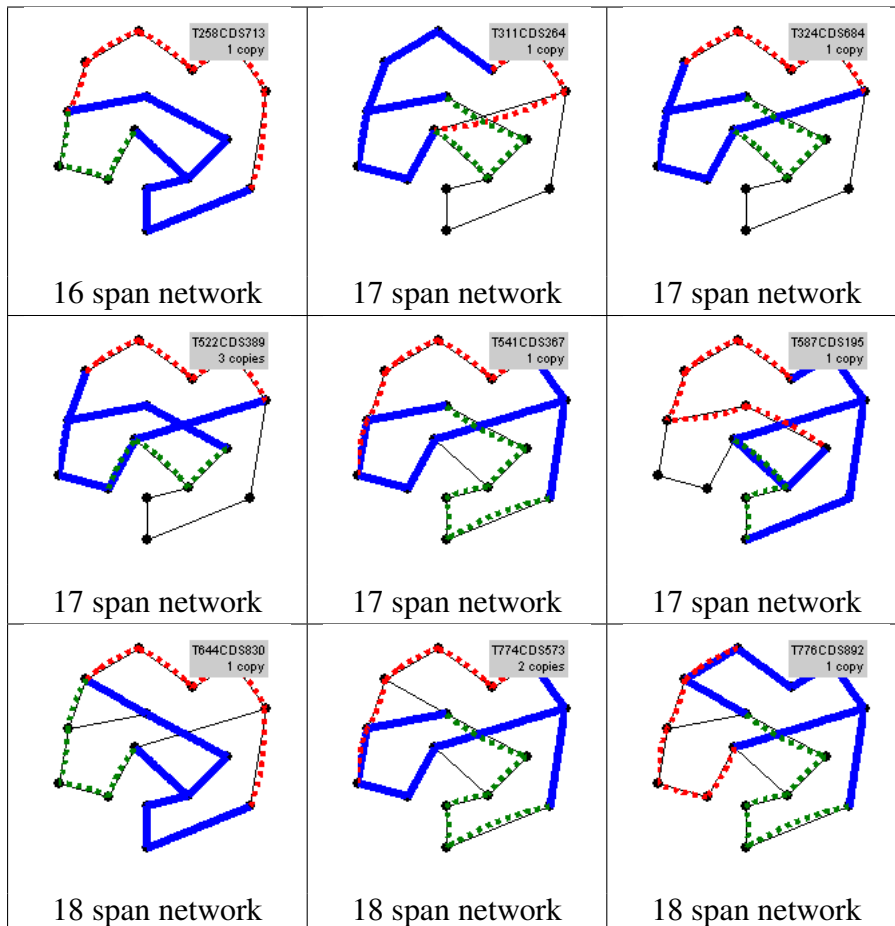 T258CDS713
1 copy
T311CDS264
1 copy
T324CDS684
1 copy
16 span network
17 span network
17 span network
T522CDS389
3 copies
T541CDS367
1 copy
T587CDS195
1 copy
17 span network
17 span network
17 span network
T644CDS830
1 copy
T774CDS573
2 copies
T776CDS892
1 copy
18 span network
18 span network
18 span network